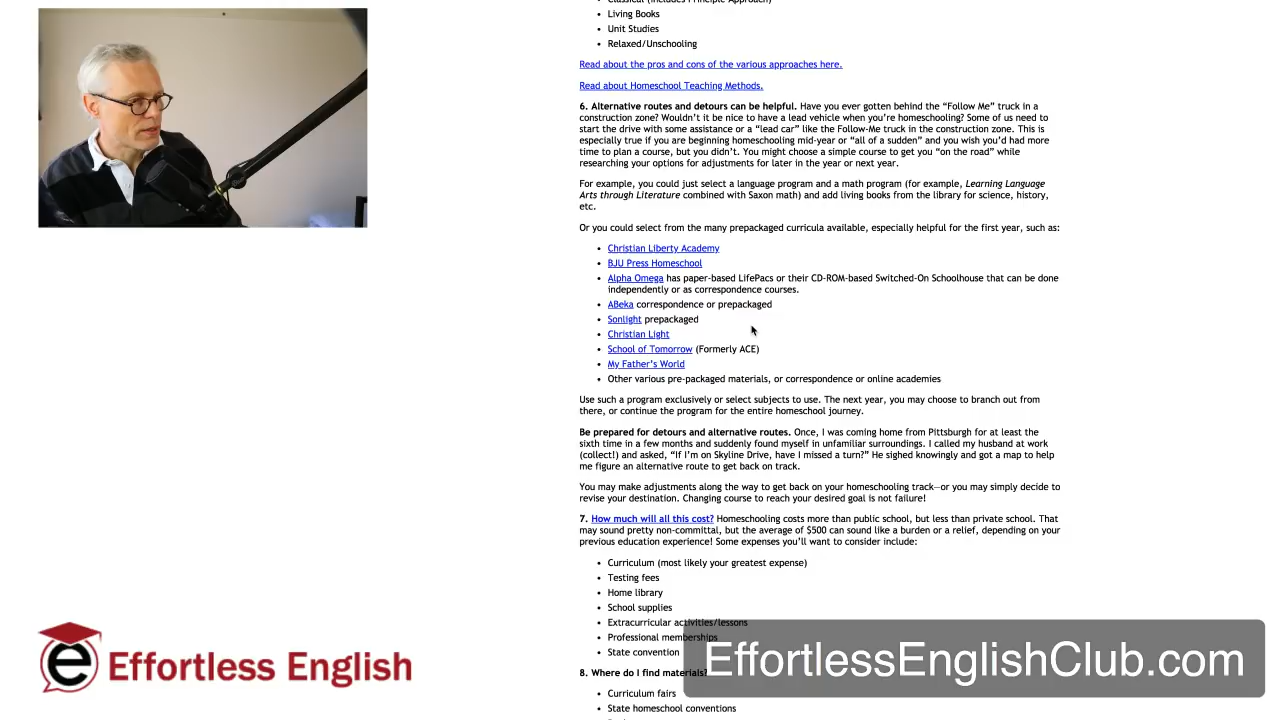 Classical (includes Principle Approach)
• Living Books
• Unit Studies
• Relaxed/Unschooling
Read about the pros and cons of the various approaches here.
Read about Homeschool Teaching Methods.
6. Alternative routes and detours can be helpful. Have you ever gotten behind the “Follow Me” truck in a
construction zone? Wouldn’t it be nice to have a lead vehicle when you’re homeschooling? Some of us need to
start the drive with some assistance or a “lead car” like the Follow-Me truck in the construction zone. This is
especially true if you are beginning homeschooling mid-year or “all of a sudden” and you wish you’d had more
time to plan a course, but you didn’t. You might choose a simple course to get you “on the road” while
researching your options for adjustments for later in the year or next year.
For example, you could just select a language program and a math program (for example, Learning Language
Arts through Literature combined with Saxon math) and add living books from the library for science, history,
etc.
Or you could select from the many prepackaged curricula available, especially helpful for the first year, such as:
• Christian Liberty Academy
• BJU Press Homeschool
• Alpha Omega has paper-based LifePacs or their CD-ROM-based Switched-On Schoolhouse that can be done
independently or as correspondence courses.
• ABeka correspondence or prepackaged
• Sonlight prepackaged
• Christian Light
• School of Tomorrow (Formerly ACE)
• My Father’s World
• Other various pre-packaged materials, or correspondence or online academies
Use such a program exclusively or select subjects to use. The next year, you may choose to branch out from
there, or continue the program for the entire homeschool journey.
Be prepared for detours and alternative routes. Once, I was coming home from Pittsburgh for at least the
sixth time in a few months and suddenly found myself in unfamiliar surroundings. I called my husband at work
(collect!) and asked, “If I’m on Skyline Drive, have I missed a turn?” He sighed knowingly and got a map to help
me figure an alternative route to get back on track.
You may make adjustments along the way to get back on your homeschooling track—or you may simply decide to
revise your destination. Changing course to reach your desired goal is not failure!
7. How much will all this cost? Homeschooling costs more than public school, but less than private school. That
may sound pretty non-committal, but the average of $500 can sound like a burden or a relief, depending on your
previous education experience! Some expenses you’ll want to consider include:
• Curriculum (most likely your greatest expense)
• Testing fees
• Home library
• School supplies
• Extracurricular activities/lessons
• Professional memberships
• State convention
8. Where do I find materials?
• Curriculum fairs
• State homeschool conventions
e Effortless English
EffortlessEnglishClub.com